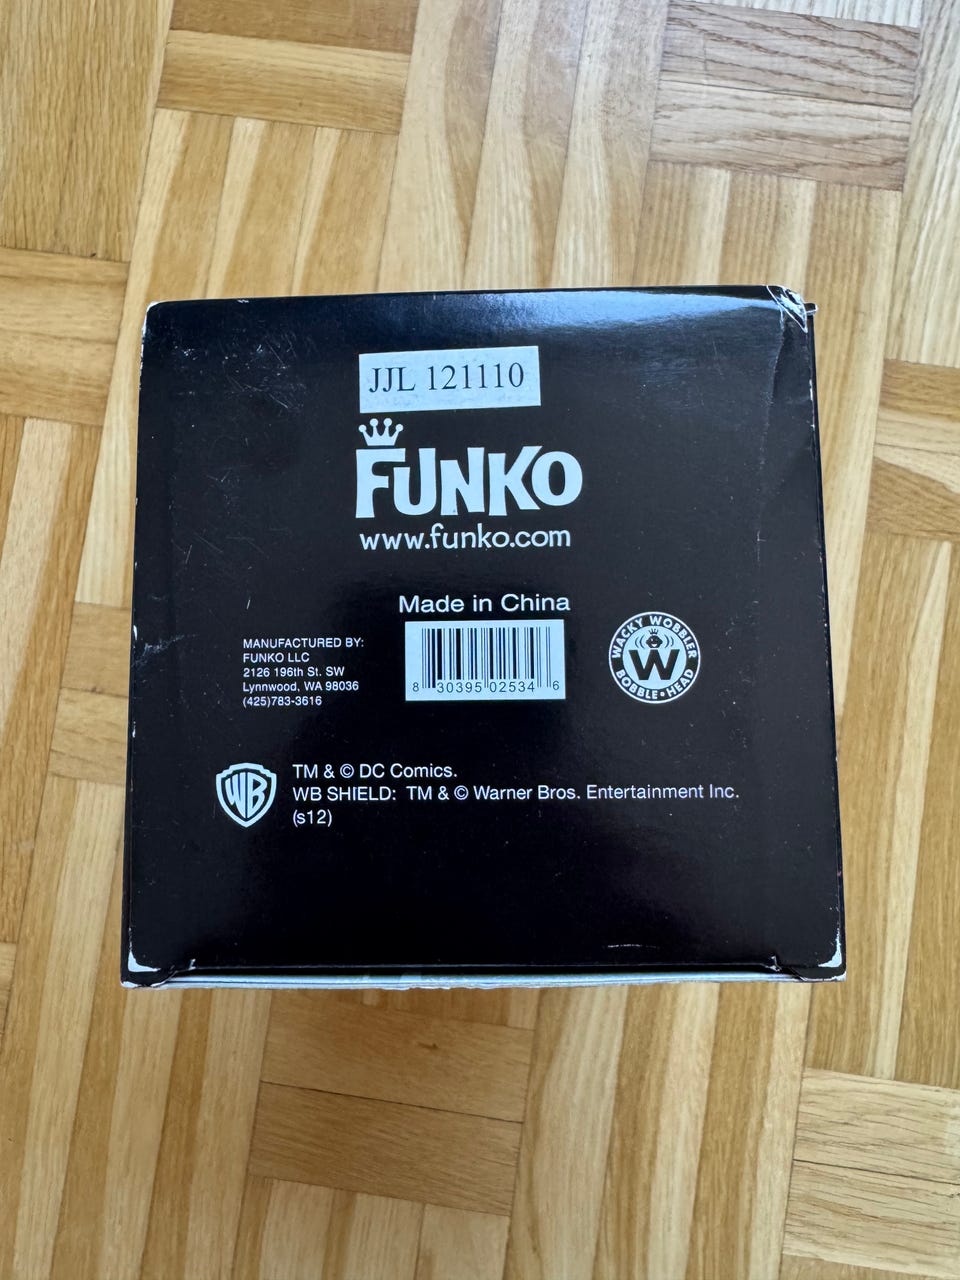 JJL 121110
FUNKO
www.funko.com
Made in China
MANUFACTURED BY:
FUNKO LLC
2126 196th St. SW
Lynnwood, WA 98036
(425)783-3616
8 30395 02534 6
WACKY WOBBLER
W
BOBBLE•HEAD
WB
TM & © DC Comics.
WB SHIELD: TM & © Warner Bros. Entertainment Inc.
(s12)